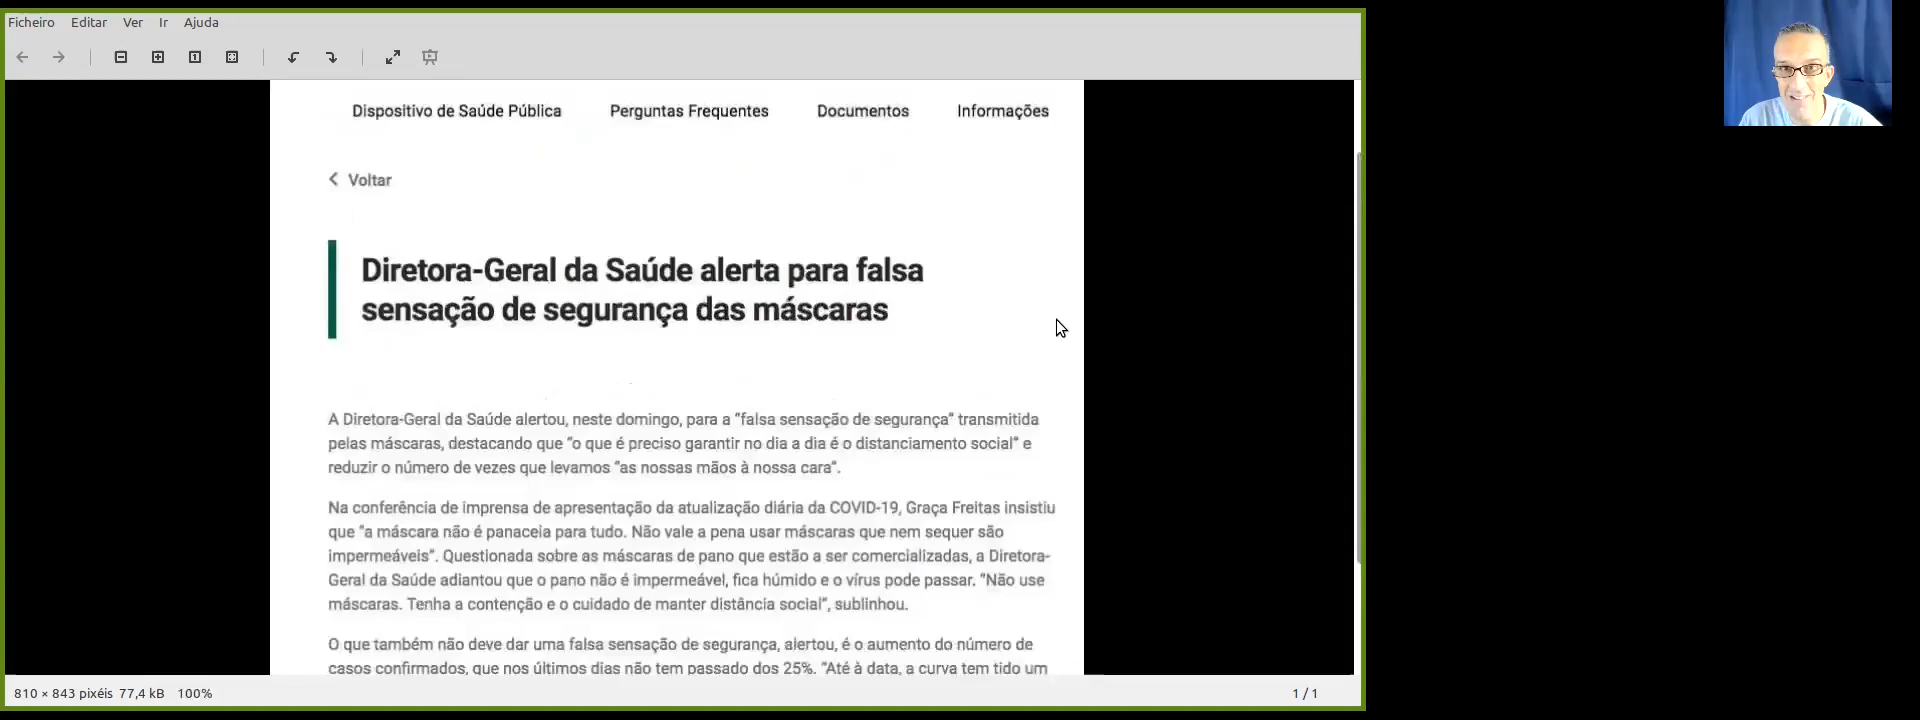 Ficheiro Editar Ver Ir Ajuda
Dispositivo de Saúde Pública Perguntas Frequentes Documentos Informações
Voltar
Diretora-Geral da Saúde alerta para falsa
sensação de segurança das máscaras
A Diretora-Geral da Saúde alertou, neste domingo, para a “falsa sensação de segurança” transmitida
pelas máscaras, destacando que “o que é preciso garantir no dia a dia é o distanciamento social” e
reduzir o número de vezes que levamos “as nossas mãos à nossa cara”.
Na conferência de imprensa de apresentação da atualização diária da COVID-19, Graça Freitas insistiu
que “a máscara não é panaceia para tudo. Não vale a pena usar máscaras que nem sequer são
impermeáveis”. Questionada sobre as máscaras de pano que estão a ser comercializadas, a Diretora-
Geral da Saúde adiantou que o pano não é impermeável, fica húmido e o vírus pode passar. “Não use
máscaras. Tenha a contenção e o cuidado de manter distância social”, sublinhou.
O que também não deve dar uma falsa sensação de segurança, alertou, é o aumento do número de
casos confirmados, que nos últimos dias não tem passado dos 25%. “Até à data, a curva tem tido um
810 × 843 pixéis 77,4 kB 100% 1 / 1